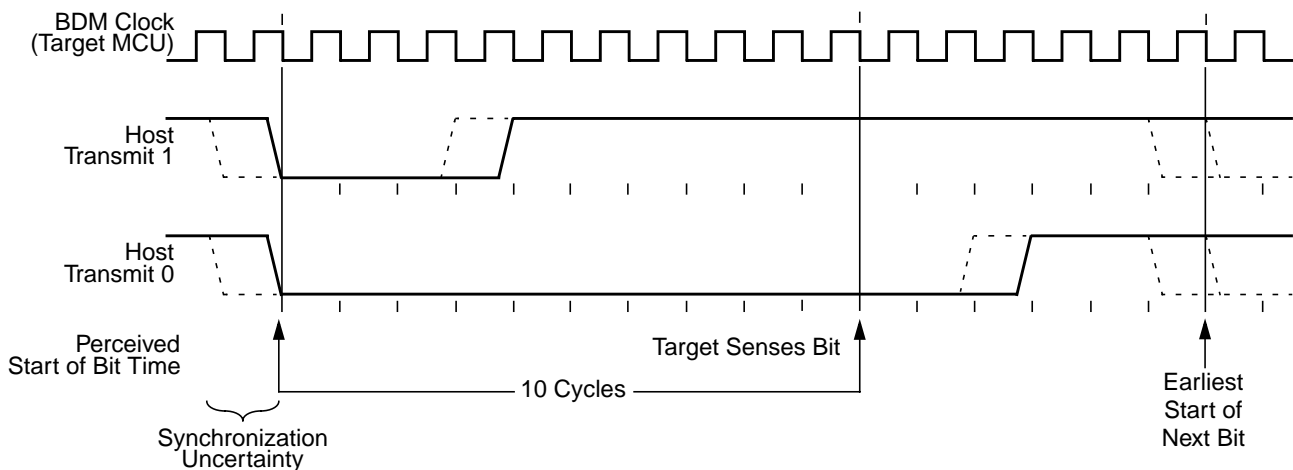 BDM Clock
(Target MCU)
Host
Transmit 1
Host
Transmit 0
Perceived
Start of Bit Time
Target Senses Bit
10 Cycles
Earliest
Start of
Next Bit
Synchronization
Uncertainty